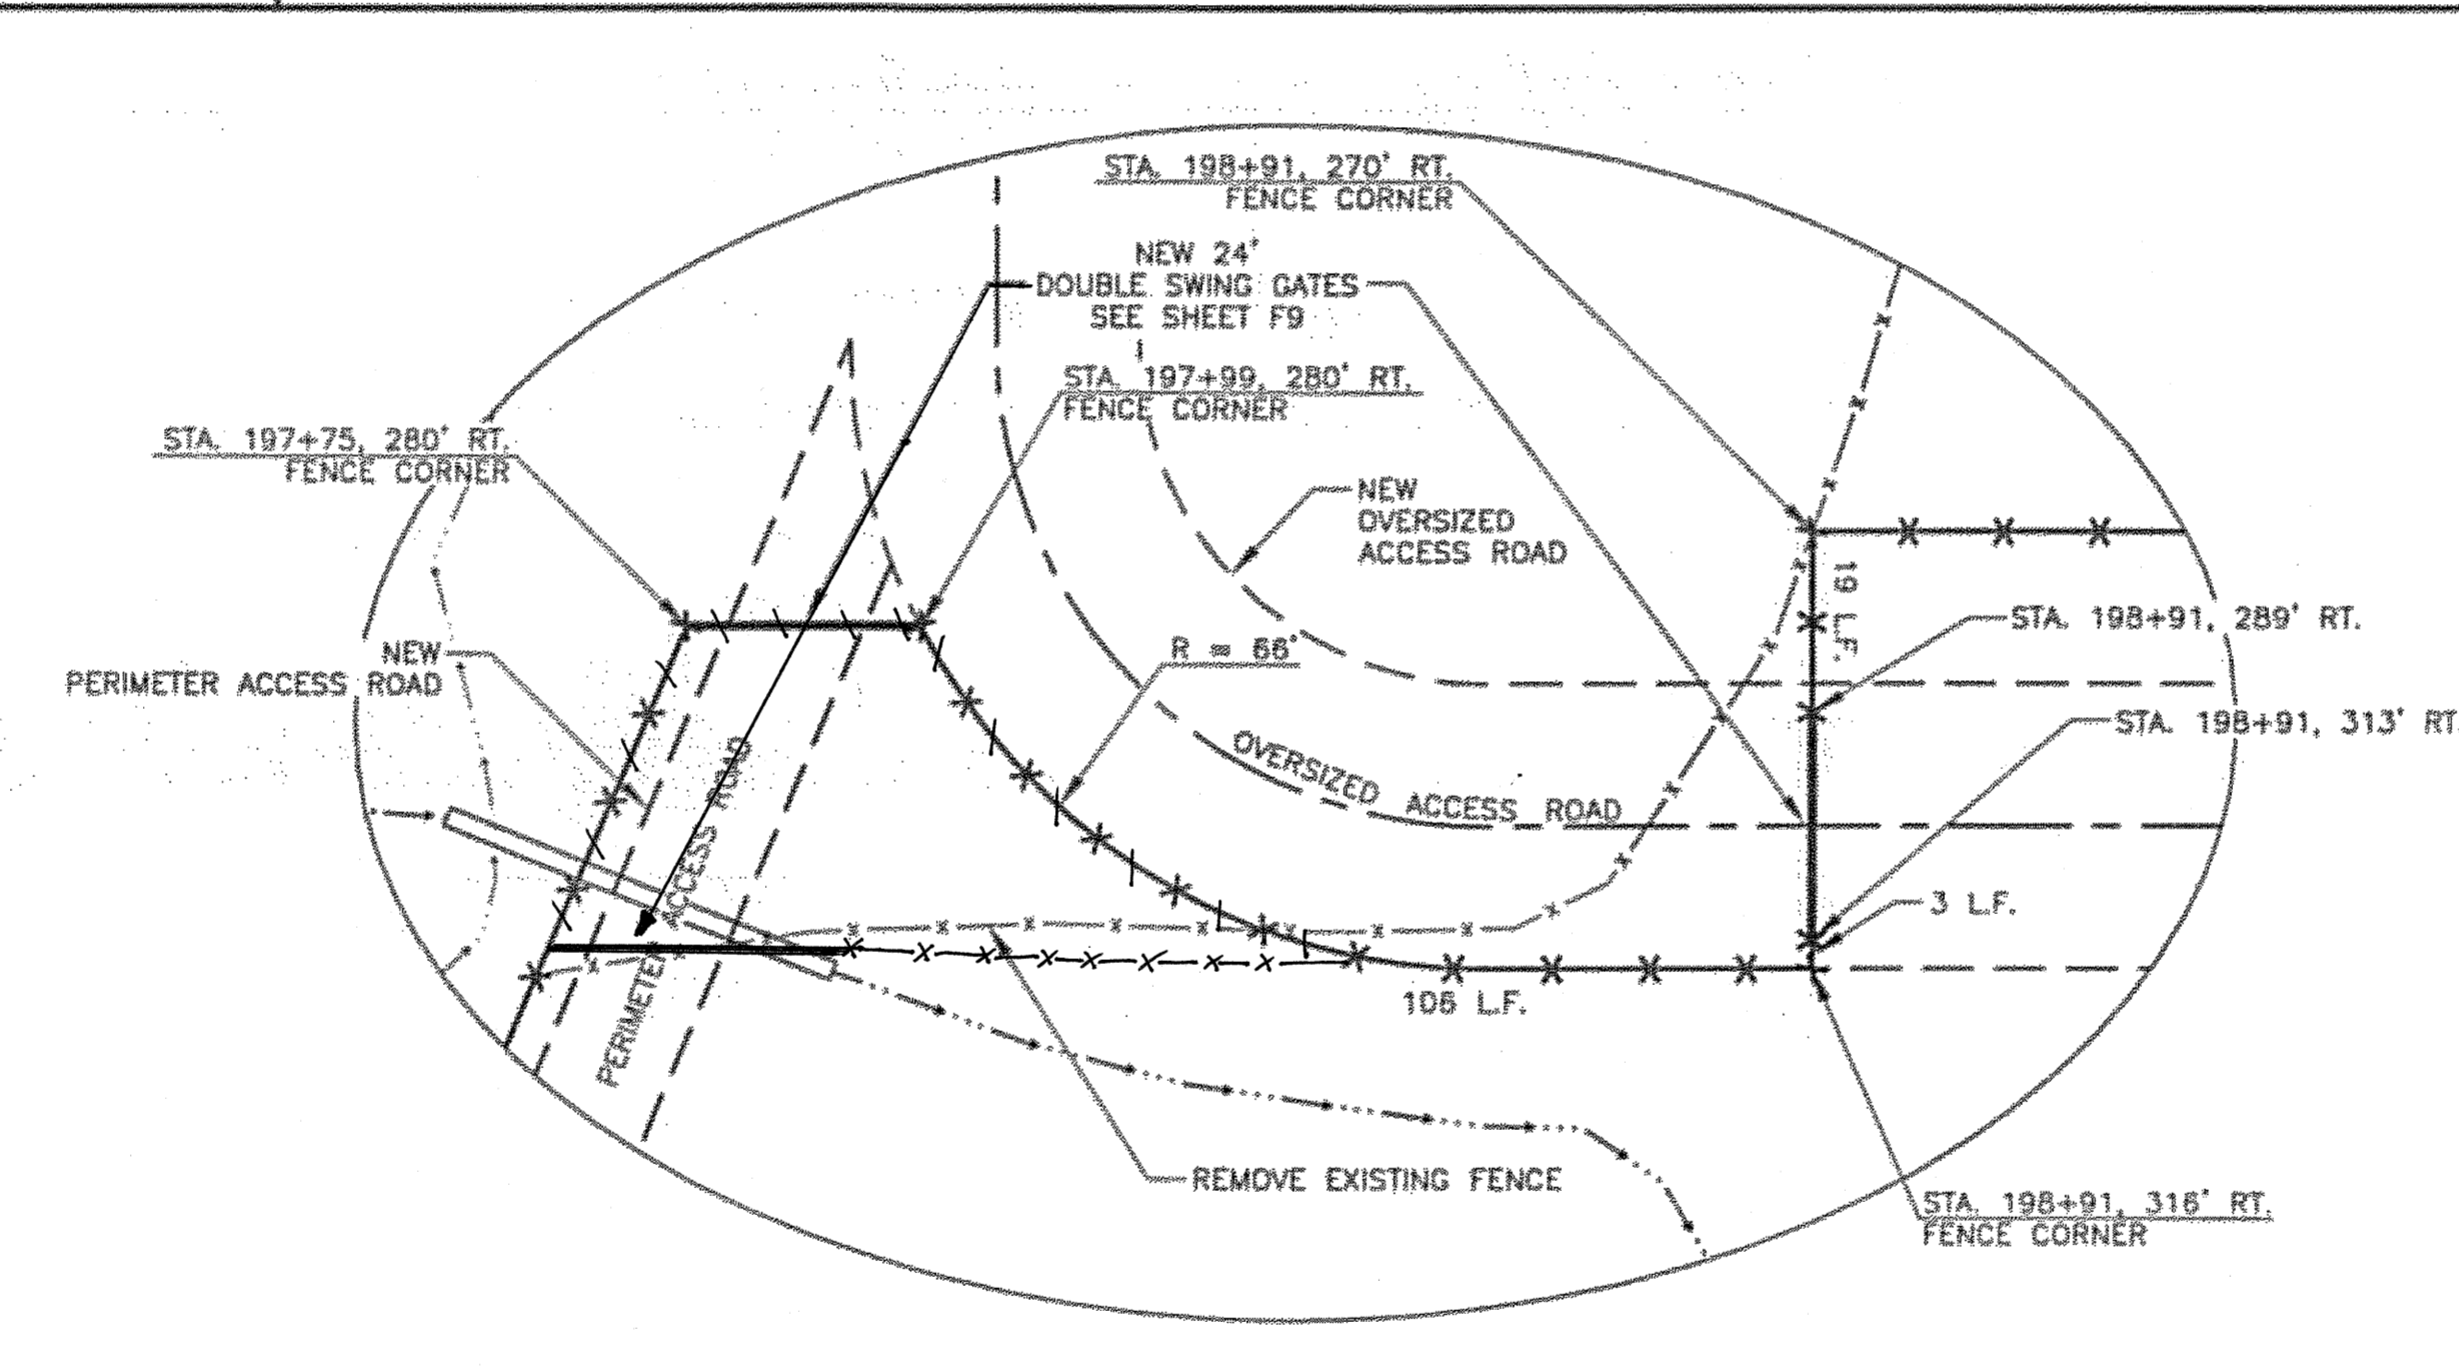 STA. 198+91, 270' RT.
FENCE CORNER
NEW 24'
DOUBLE SWING GATES
SEE SHEET F9
STA. 197+99, 280' RT.
FENCE CORNER
STA. 197+75, 280' RT.
FENCE CORNER
NEW
OVERSIZED
ACCESS ROAD
19 L.F.
STA. 198+91, 289' RT.
R = 66'
NEW
PERIMETER ACCESS ROAD
STA. 198+91, 313' RT.
OVERSIZED ACCESS ROAD
PERIMETER ACCESS ROAD
3 L.F.
106 L.F.
REMOVE EXISTING FENCE
STA. 198+91, 316' RT.
FENCE CORNER